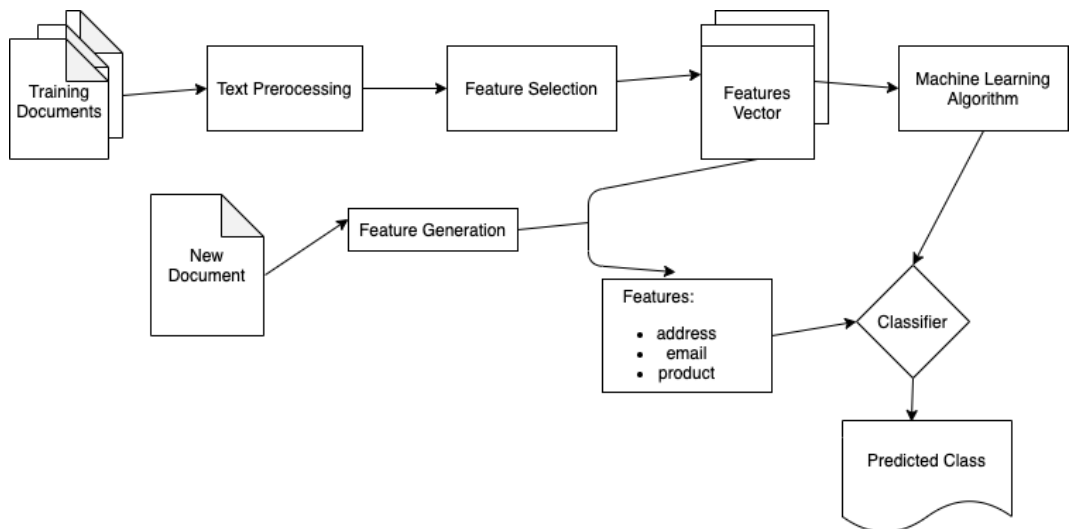 Training
Documents
Text Prerocessing
Feature Selection
Features
Vector
Machine Learning
Algorithm
New
Document
Feature Generation
Features:
• address
• email
• product
Classifier
Predicted Class